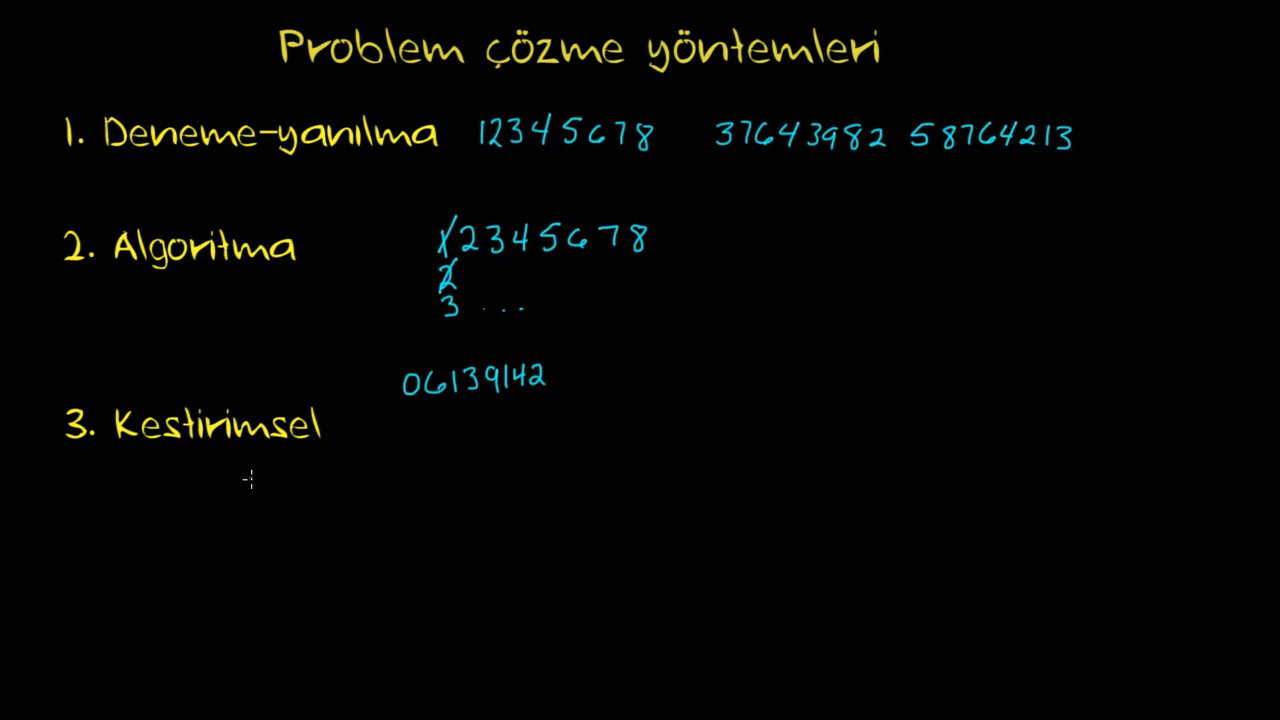 Problem çözme yöntemleri
1. Deneme-yanılma 12345678 37643982 58764213
2. Algoritma 12345678
2
3 ...
06139142
3. Kestirimsel